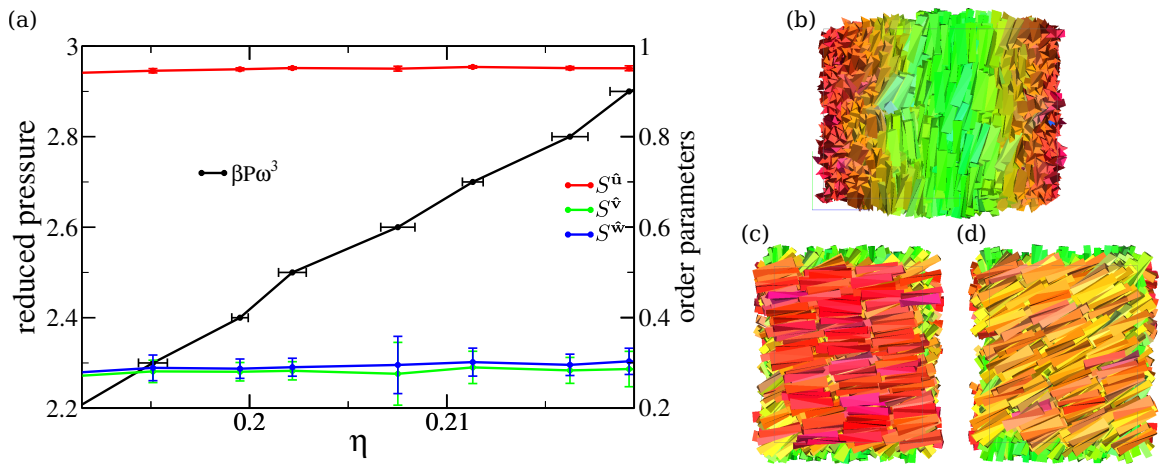 (a)
3
2.8
2.6
2.4
2.2
reduced pressure
1
0.8
0.6
0.4
0.2
order parameters
0.2
0.21
η
βPω³
S^û
S^v̂
S^ŵ
(b)
(c)
(d)